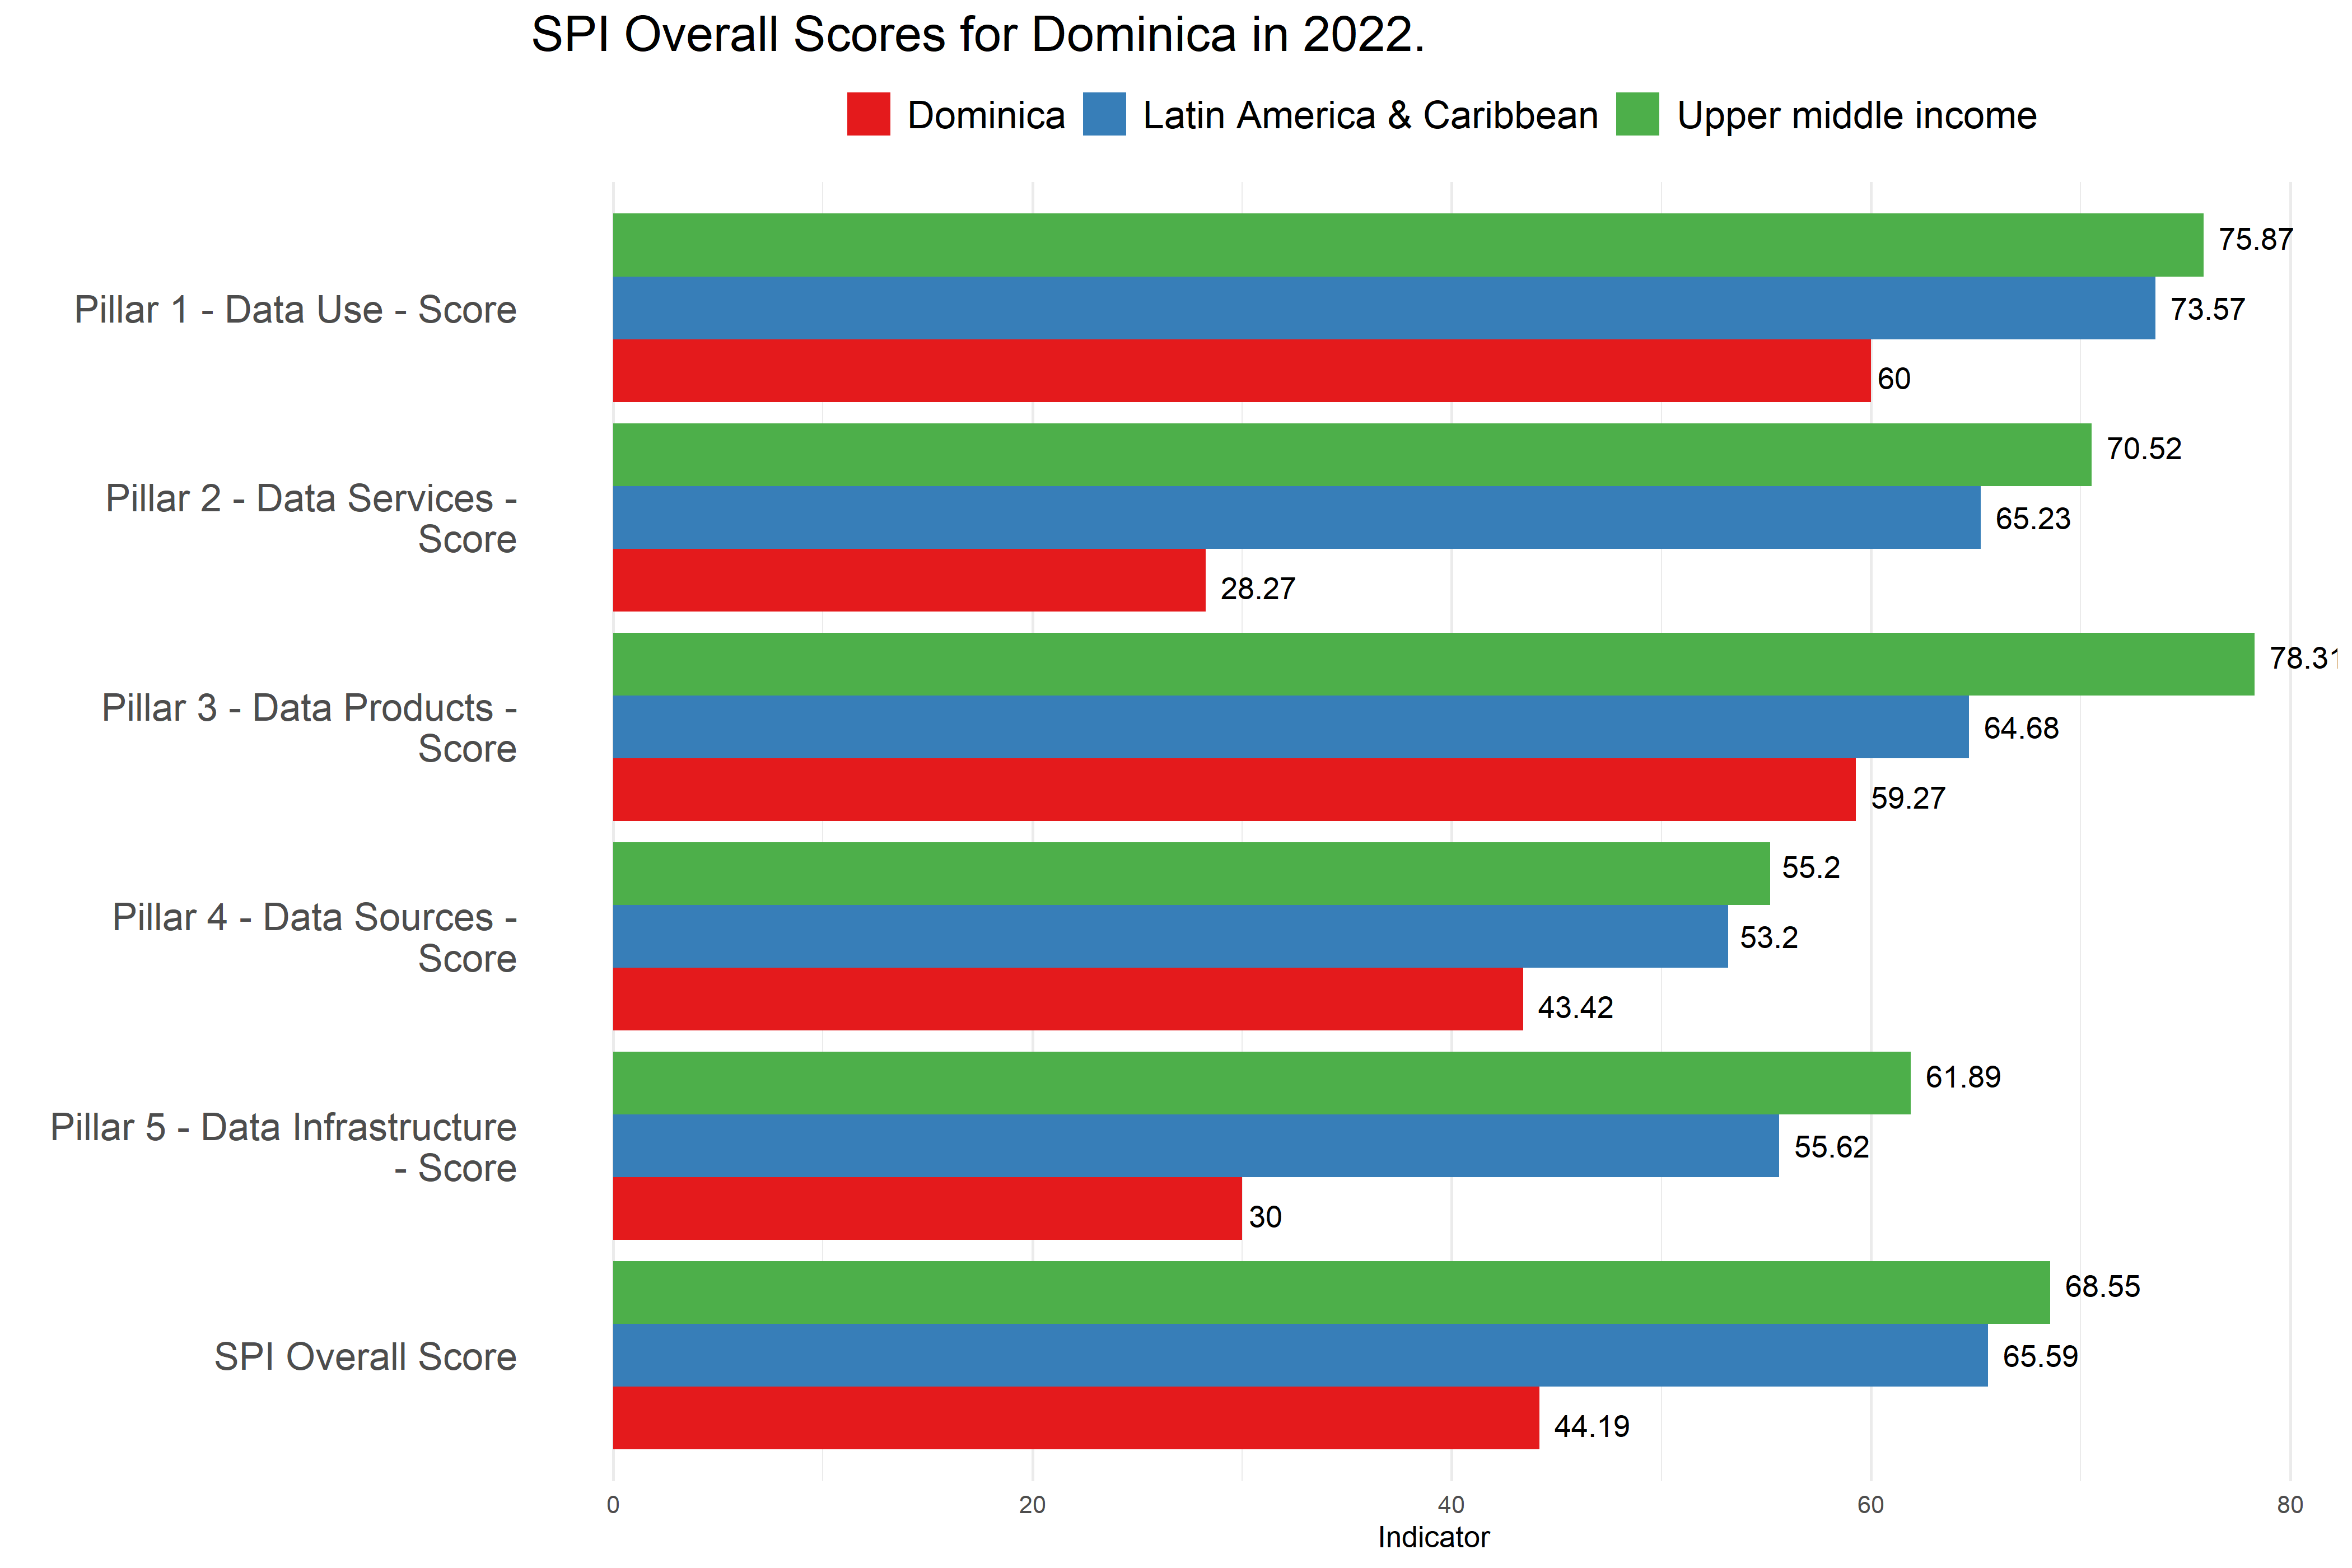 SPI Overall Scores for Dominica in 2022.
Dominica Latin America & Caribbean Upper middle income
Pillar 1 - Data Use - Score
75.87
73.57
60
Pillar 2 - Data Services -
Score
70.52
65.23
28.27
Pillar 3 - Data Products -
Score
78.31
64.68
59.27
Pillar 4 - Data Sources -
Score
55.2
53.2
43.42
Pillar 5 - Data Infrastructure
- Score
61.89
55.62
30
SPI Overall Score
68.55
65.59
44.19
0 20 40 60 80
Indicator